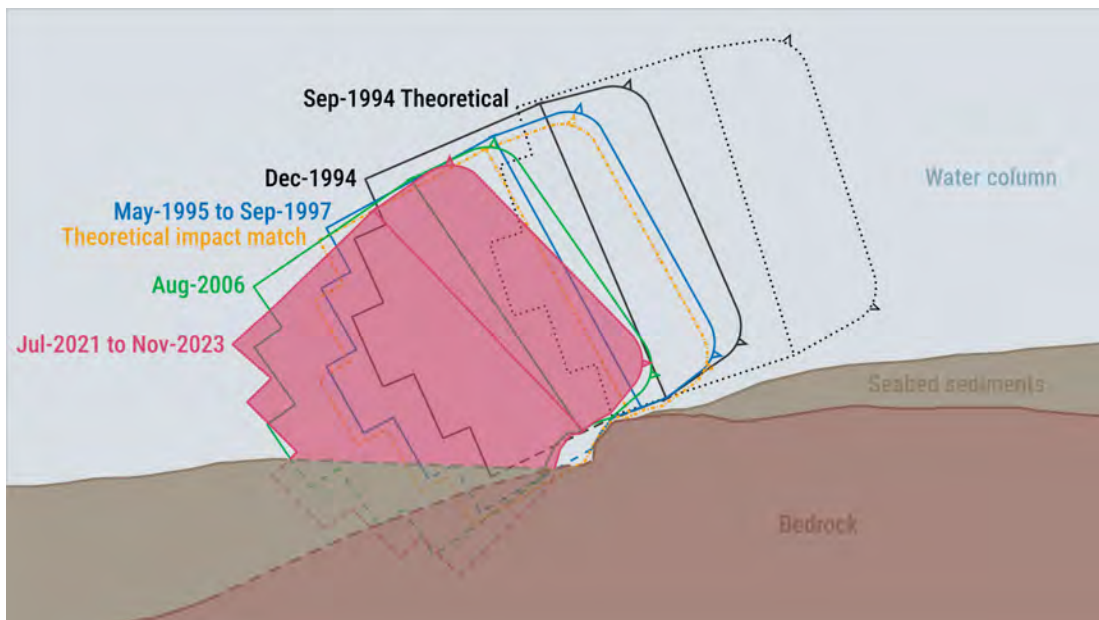 Sep-1994 Theoretical
Dec-1994
Water column
May-1995 to Sep-1997
Theoretical impact match
Aug-2006
Jul-2021 to Nov-2023
Seabed sediments
Bedrock